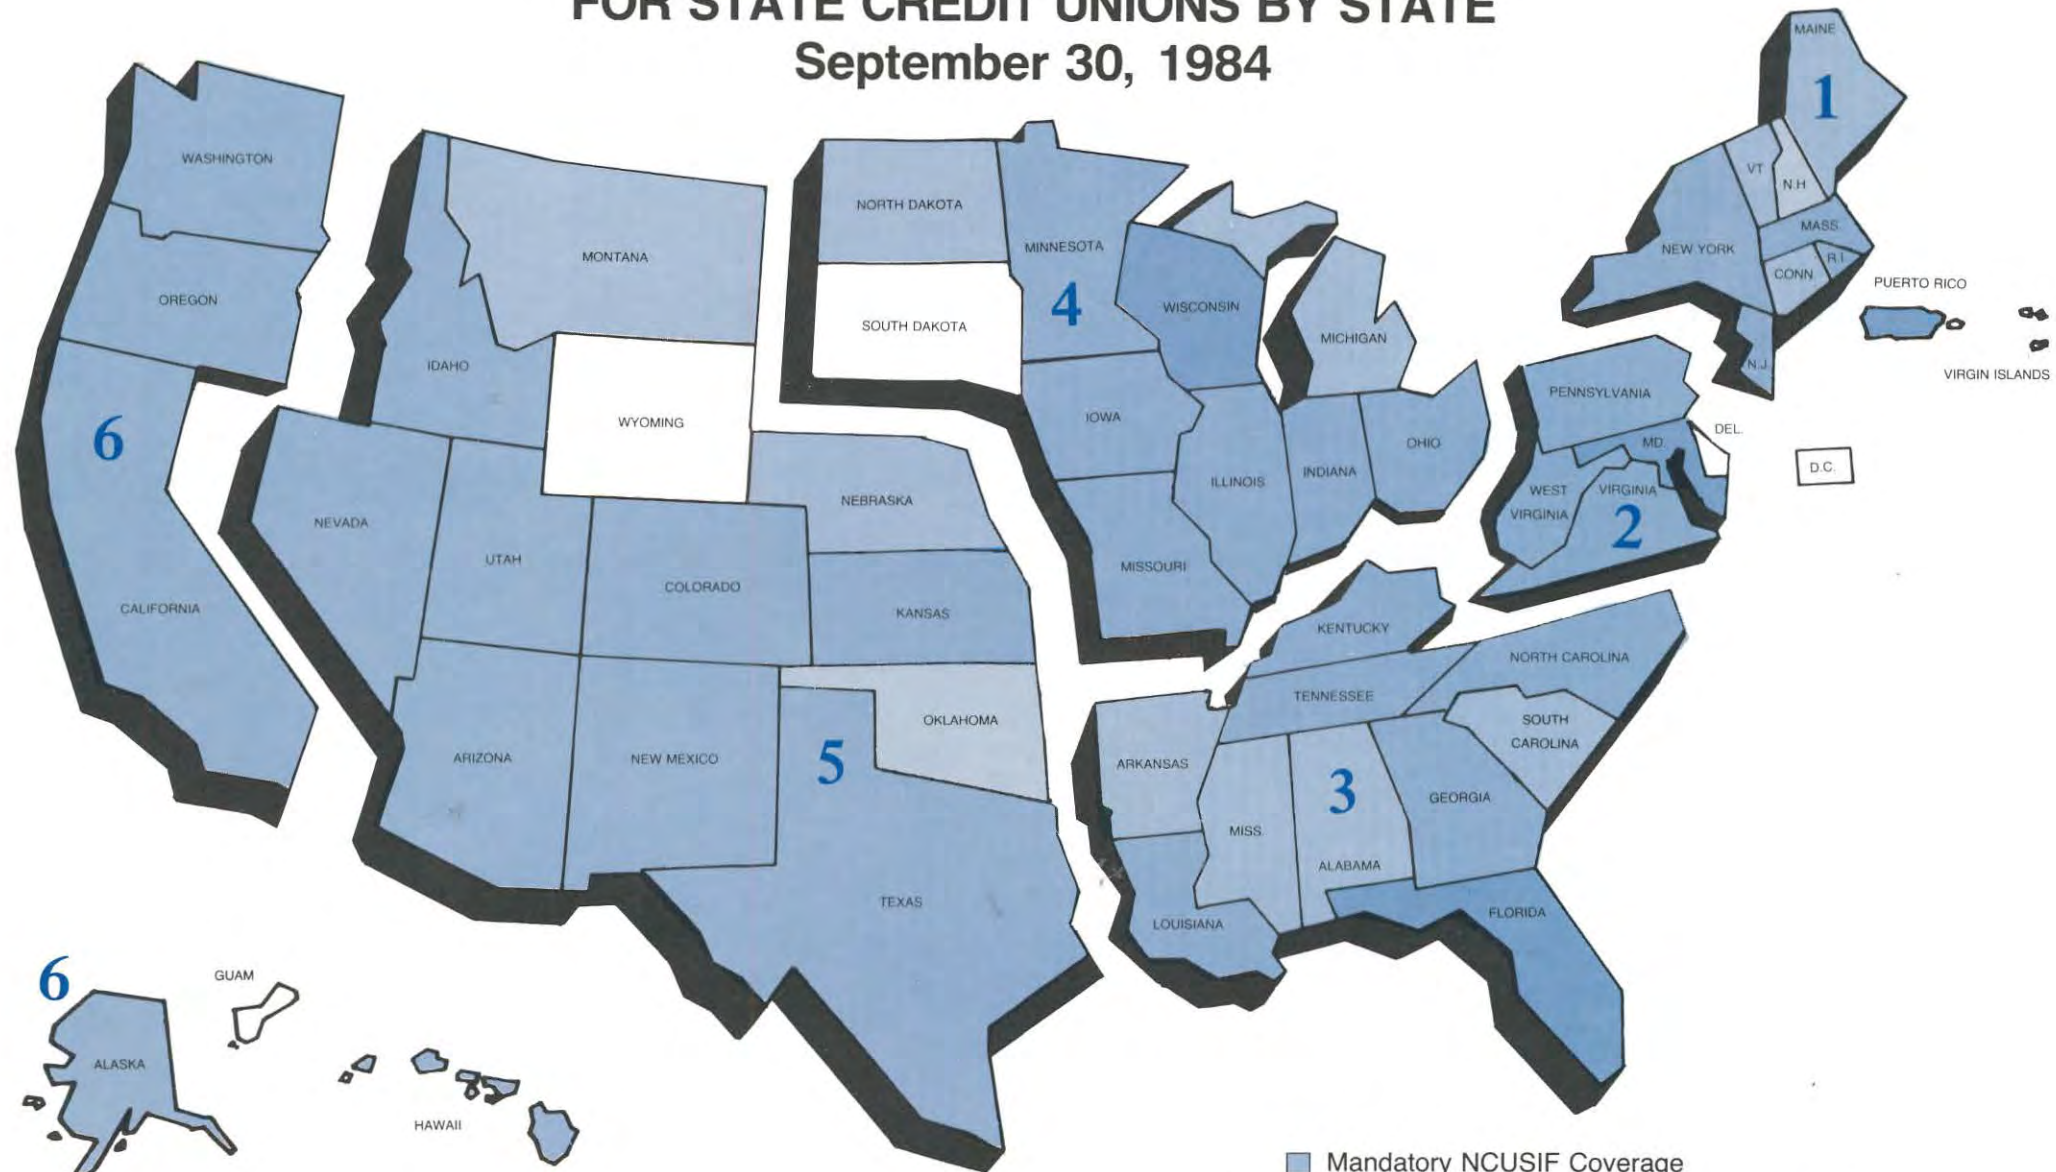 FOR STATE CREDIT UNIONS BY STATE
September 30, 1984
MAINE
1
WASHINGTON
VT
N.H
NORTH DAKOTA
MINNESOTA
MASS.
NEW YORK
MONTANA
R.I.
CONN.
PUERTO RICO
OREGON
4
WISCONSIN
SOUTH DAKOTA
MICHIGAN
IDAHO
N.J.
VIRGIN ISLANDS
PENNSYLVANIA
WYOMING
IOWA
DEL.
6
OHIO
MD.
D.C.
INDIANA
ILLINOIS
NEBRASKA
WEST
VIRGINIA
VIRGINIA
2
NEVADA
UTAH
MISSOURI
COLORADO
CALIFORNIA
KANSAS
KENTUCKY
NORTH CAROLINA
TENNESSEE
OKLAHOMA
SOUTH
CAROLINA
ARIZONA
NEW MEXICO
5
ARKANSAS
3
GEORGIA
MISS.
ALABAMA
TEXAS
FLORIDA
LOUISIANA
6
GUAM
ALASKA
HAWAII
Mandatory NCUSIF Coverage